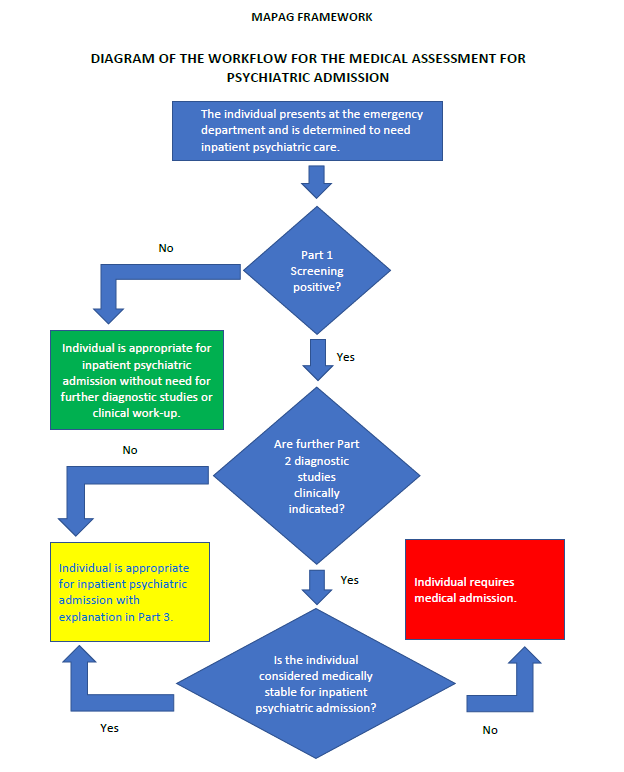 MAPAG FRAMEWORK
DIAGRAM OF THE WORKFLOW FOR THE MEDICAL ASSESSMENT FOR
PSYCHIATRIC ADMISSION
The individual presents at the emergency
department and is determined to need
inpatient psychiatric care.
Part 1
Screening
positive?
No
Individual is appropriate for
inpatient psychiatric
admission without need for
further diagnostic studies or
clinical work-up.
Yes
Are further Part
2 diagnostic
studies
clinically
indicated?
No
Individual is appropriate
for inpatient psychiatric
admission with
explanation in Part 3.
Yes
Individual requires
medical admission.
Is the individual
considered medically
stable for inpatient
psychiatric admission?
Yes
No